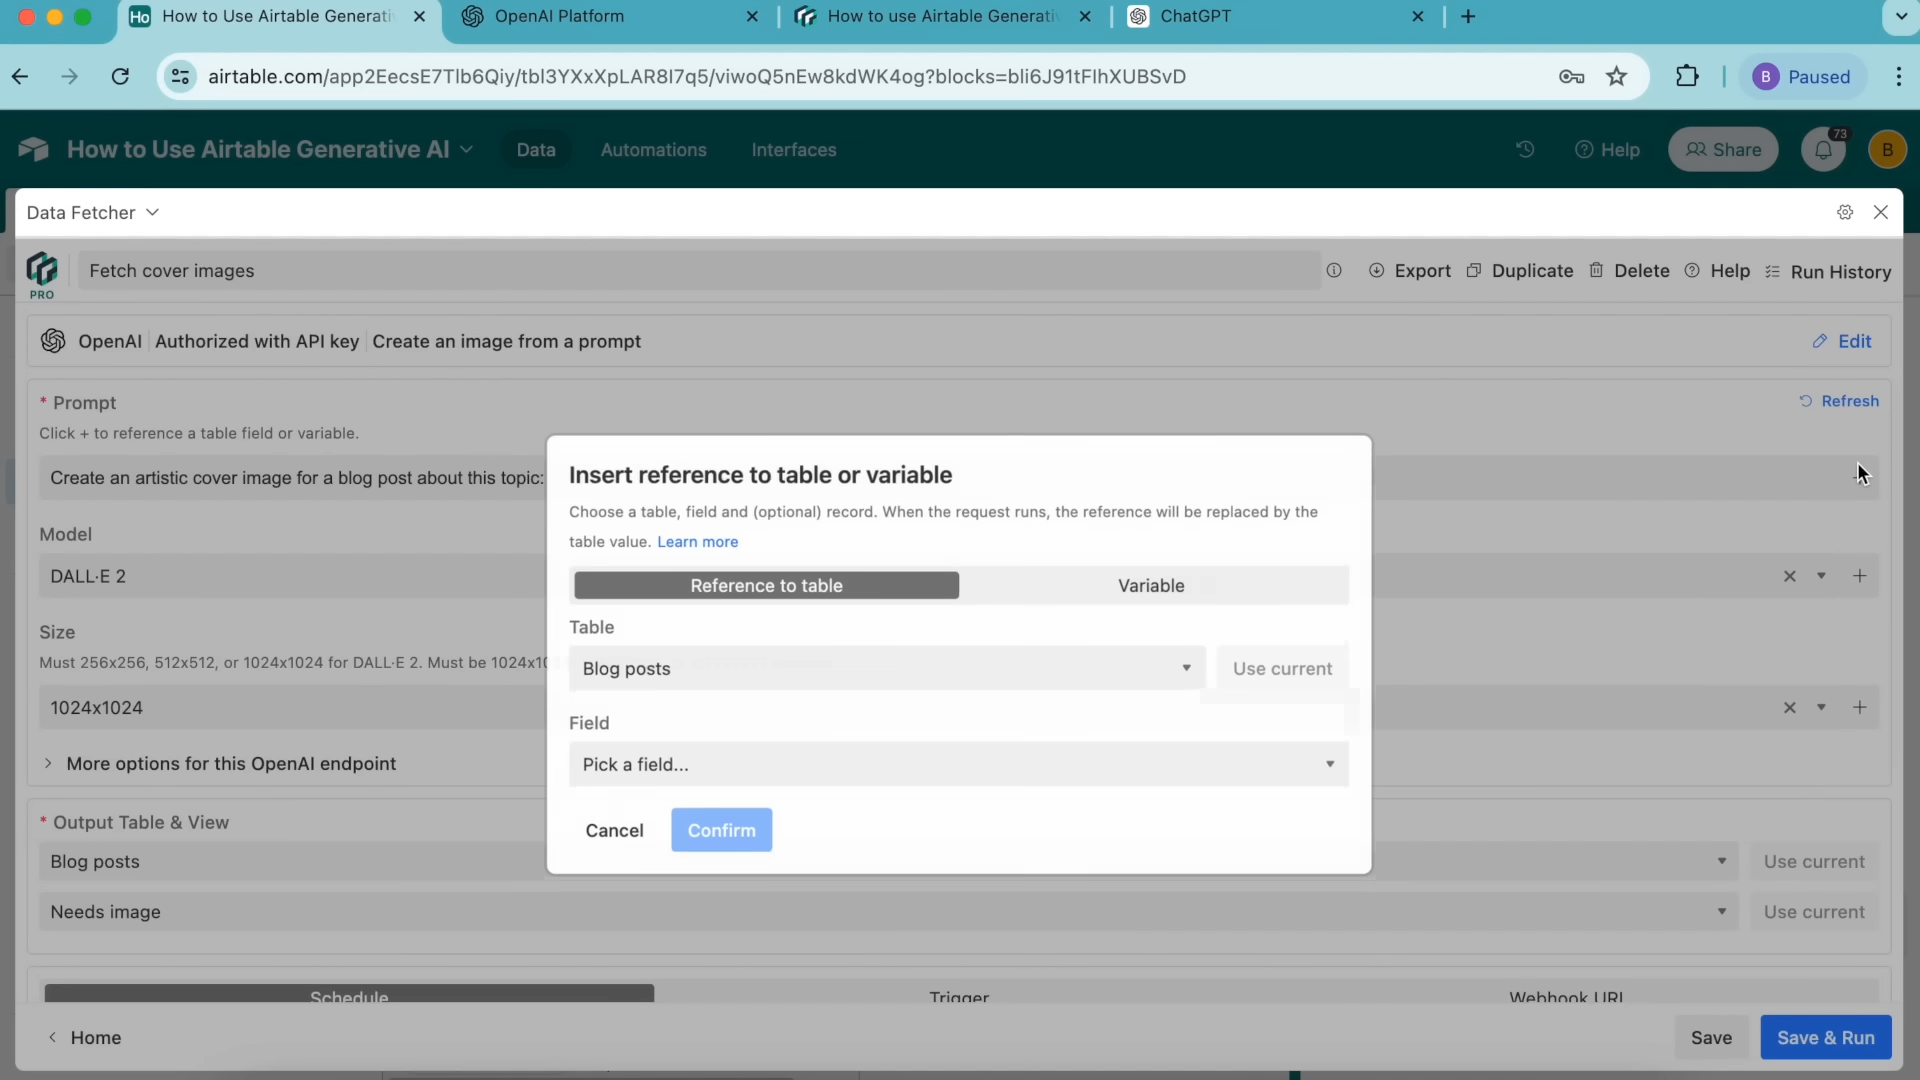 Ho How to Use Airtable Generati
OpenAI Platform
How to use Airtable Generati
ChatGPT
airtable.com/app2EecsE7Tlb6Qiy/tbl3YXxXpLAR8I7q5/viwoQ5nEw8kdWK4og?blocks=bli6J91tFlhXUBSvD
B Paused
How to Use Airtable Generative AI
Data
Automations
Interfaces
Help
Share
73
B
Data Fetcher
PRO
Fetch cover images
Export
Duplicate
Delete
Help
Run History
OpenAI Authorized with API key Create an image from a prompt
Edit
* Prompt
Refresh
Click + to reference a table field or variable.
Create an artistic cover image for a blog post about this topic:
Model
DALL·E 2
Size
Must 256x256, 512x512, or 1024x1024 for DALL·E 2. Must be 1024x10
1024x1024
More options for this OpenAI endpoint
* Output Table & View
Blog posts
Use current
Needs image
Use current
Schedule
Trigger
Webhook URL
Insert reference to table or variable
Choose a table, field and (optional) record. When the request runs, the reference will be replaced by the
table value. Learn more
Reference to table
Variable
Table
Blog posts
Use current
Field
Pick a field...
Cancel
Confirm
Home
Save
Save & Run